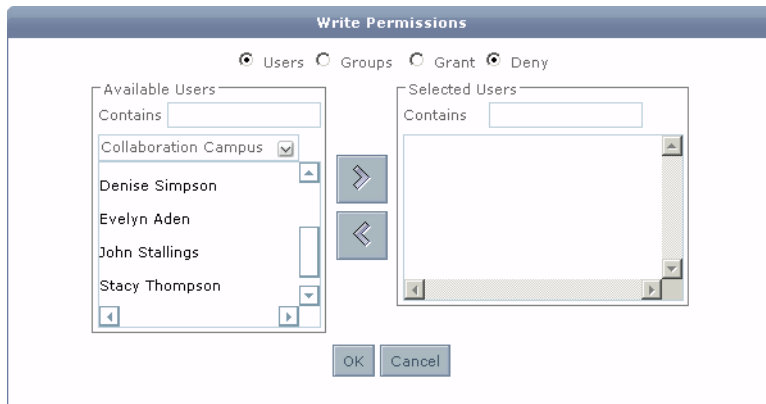 Write Permissions
Users Groups Grant Deny
Available Users
Contains
Collaboration Campus
Denise Simpson
Evelyn Aden
John Stallings
Stacy Thompson
Selected Users
Contains
OK Cancel